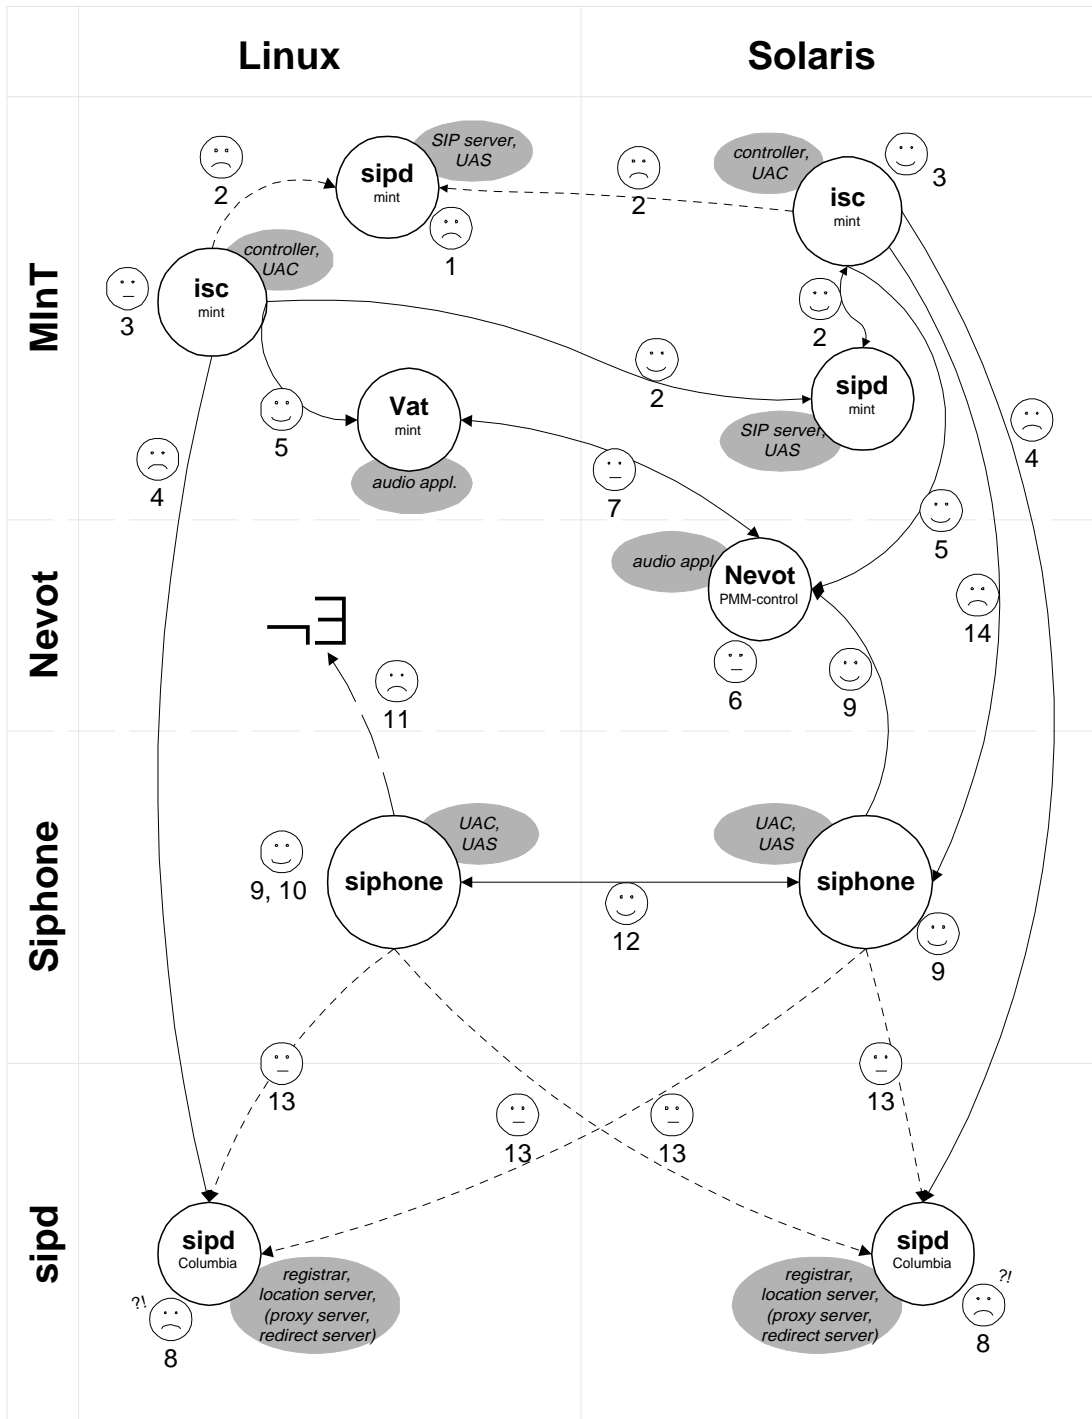 Linux
Solaris
MInT
SIP server,
UAS
sipd
mint
2
1
controller,
UAC
isc
mint
3
2
controller,
UAC
isc
mint
3
2
sipd
mint
SIP server,
UAS
2
Vat
mint
audio appl.
5
4
7
4
5
Nevot
audio appl.
Nevot
PMM-control
6
9
14
11
Siphone
UAC,
UAS
siphone
9, 10
12
UAC,
UAS
siphone
9
13
13
13
13
sipd
sipd
Columbia
registrar,
location server,
(proxy server,
redirect server)
?!
8
sipd
Columbia
registrar,
location server,
(proxy server,
redirect server)
?!
8